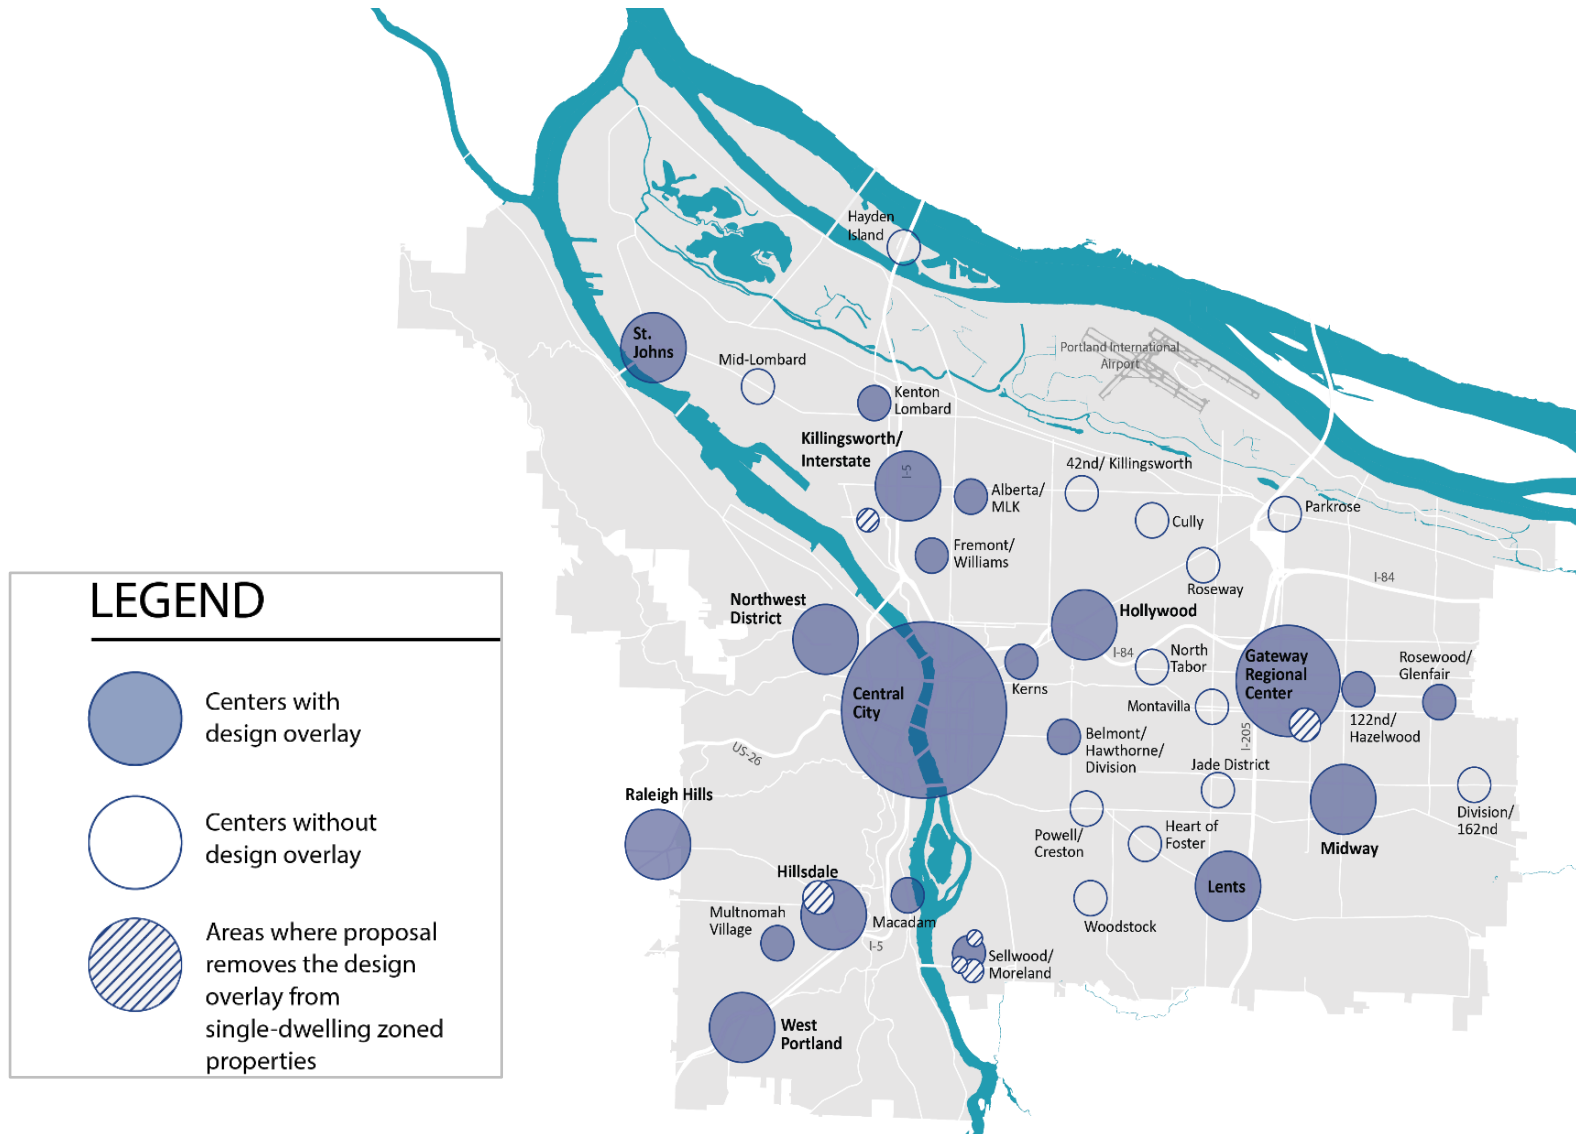 Hayden
Island
Portland International
Airport
St.
Johns
Mid-Lombard
Kenton
Lombard
Killingsworth/
Interstate
I-5
42nd/ Killingsworth
Alberta/
MLK
Cully
Parkrose
Fremont/
Williams
Roseway
I-84
Northwest
District
Hollywood
I-84
North
Tabor
Gateway
Regional
Center
Rosewood/
Glenfair
Kerns
Central
City
Montavilla
122nd/
Hazelwood
Belmont/
Hawthorne/
Division
I-205
US-26
Jade District
Raleigh Hills
Division/
162nd
Powell/
Creston
Heart of
Foster
Midway
Hillsdale
Lents
Multnomah
Village
Macadam
Woodstock
I-5
Sellwood/
Moreland
West
Portland
LEGEND
Centers with
design overlay
Centers without
design overlay
Areas where proposal
removes the design
overlay from
single-dwelling zoned
properties